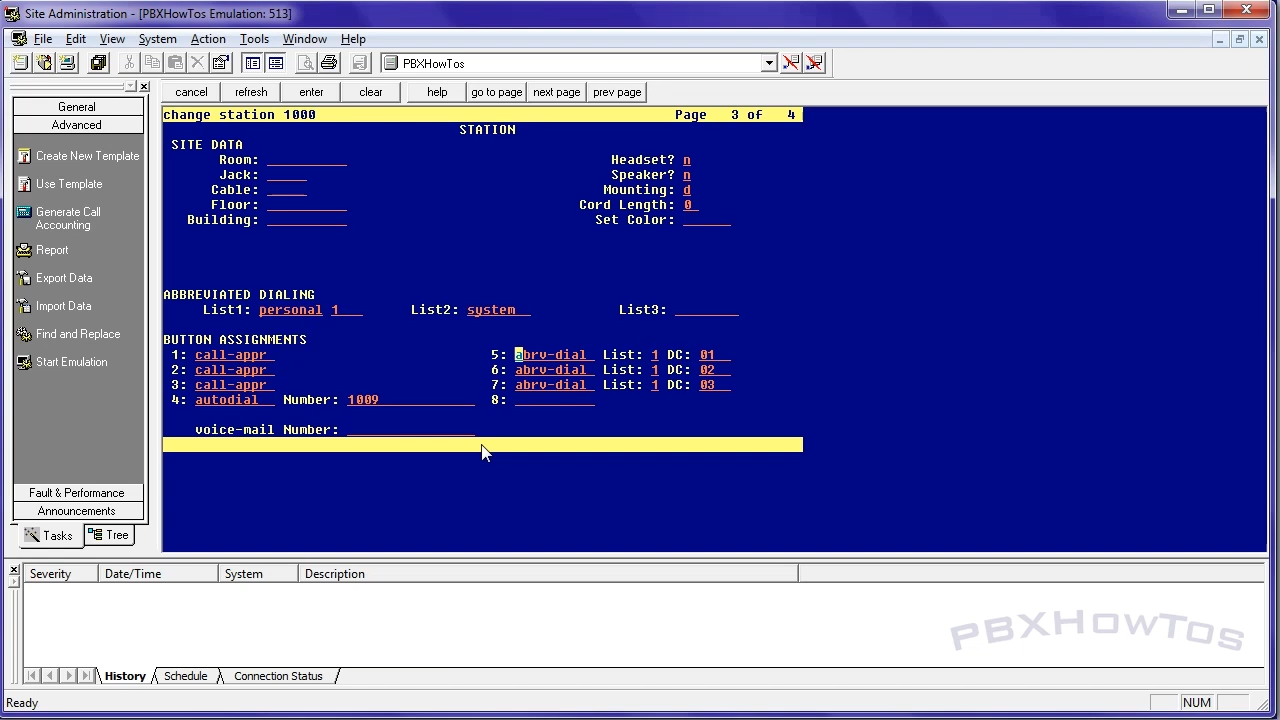 Site Administration - [PBXHowTos Emulation: 513]
File Edit View System Action Tools Window Help
PBXHowTos
General
Advanced
Create New Template
Use Template
Generate Call
Accounting
Report
Export Data
Import Data
Find and Replace
Start Emulation
Fault & Performance
Announcements
Tasks Tree
cancel refresh enter clear help go to page next page prev page
change station 1000 Page 3 of 4
STATION
SITE DATA
Room: Headset? n
Jack: Speaker? n
Cable: Mounting: d
Floor: Cord Length: 0
Building: Set Color:
ABBREVIATED DIALING
List1: personal 1 List2: system List3:
BUTTON ASSIGNMENTS
1: call-appr 5: abrv-dial List: 1 DC: 01
2: call-appr 6: abrv-dial List: 1 DC: 02
3: call-appr 7: abrv-dial List: 1 DC: 03
4: autodial Number: 1009 8:
voice-mail Number:
Severity Date/Time System Description
PBXHowTos
History Schedule Connection Status
Ready NUM